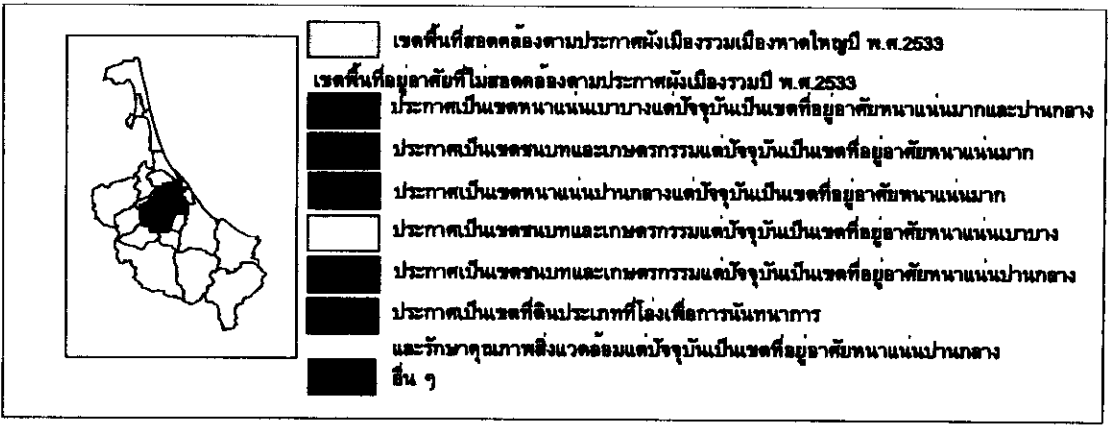 เขตพื้นที่สอดคล้องตามประกาศผังเมืองรวมเมืองหาดใหญ่ปี พ.ศ.2533
เขตพื้นที่อยู่อาศัยที่ไม่สอดคล้องตามประกาศผังเมืองรวมปี พ.ศ.2533
ประกาศเป็นเขตหนาแน่นเบาบางแต่ปัจจุบันเป็นเขตที่อยู่อาศัยหนาแน่นมากและปานกลาง
ประกาศเป็นเขตชนบทและเกษตรกรรมแต่ปัจจุบันเป็นเขตที่อยู่อาศัยหนาแน่นมาก
ประกาศเป็นเขตหนาแน่นปานกลางแต่ปัจจุบันเป็นเขตที่อยู่อาศัยหนาแน่นมาก
ประกาศเป็นเขตชนบทและเกษตรกรรมแต่ปัจจุบันเป็นเขตที่อยู่อาศัยหนาแน่นเบาบาง
ประกาศเป็นเขตชนบทและเกษตรกรรมแต่ปัจจุบันเป็นเขตที่อยู่อาศัยหนาแน่นปานกลาง
ประกาศเป็นเขตที่ดินประเภทที่โล่งเพื่อการนันทนาการ
และรักษาคุณภาพสิ่งแวดล้อมแต่ปัจจุบันเป็นเขตที่อยู่อาศัยหนาแน่นปานกลาง
อื่น ๆ